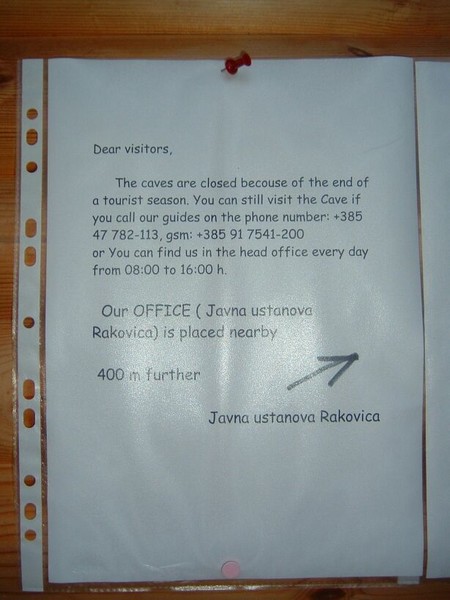 Dear visitors,
The caves are closed becouse of the end of
a tourist season. You can still visit the Cave if
you call our guides on the phone number: +385
47 782-113, gsm: +385 91 7541-200
or You can find us in the head office every day
from 08:00 to 16:00 h.
Our OFFICE ( Javna ustanova
Rakovica) is placed nearby
400 m further
Javna ustanova Rakovica